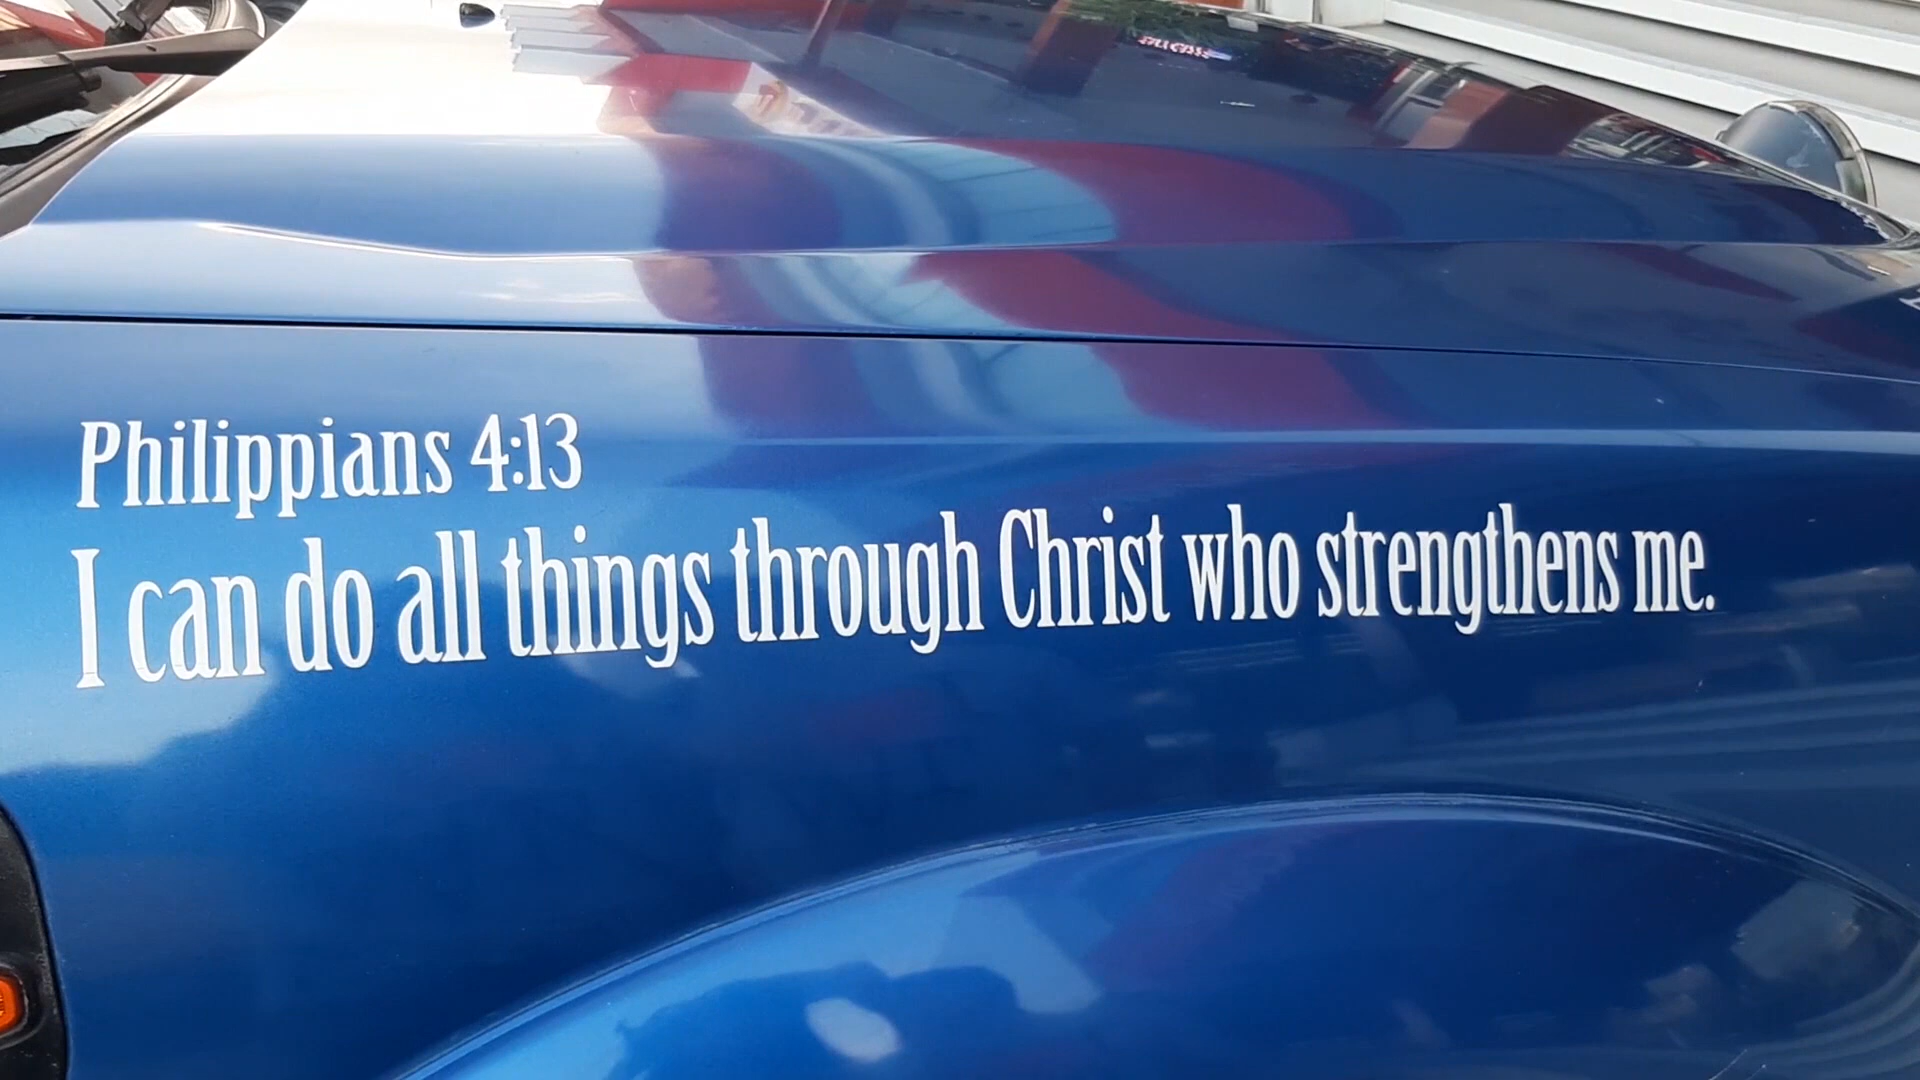 Philippians 4:13
I can do all things through Christ who strengthens me.